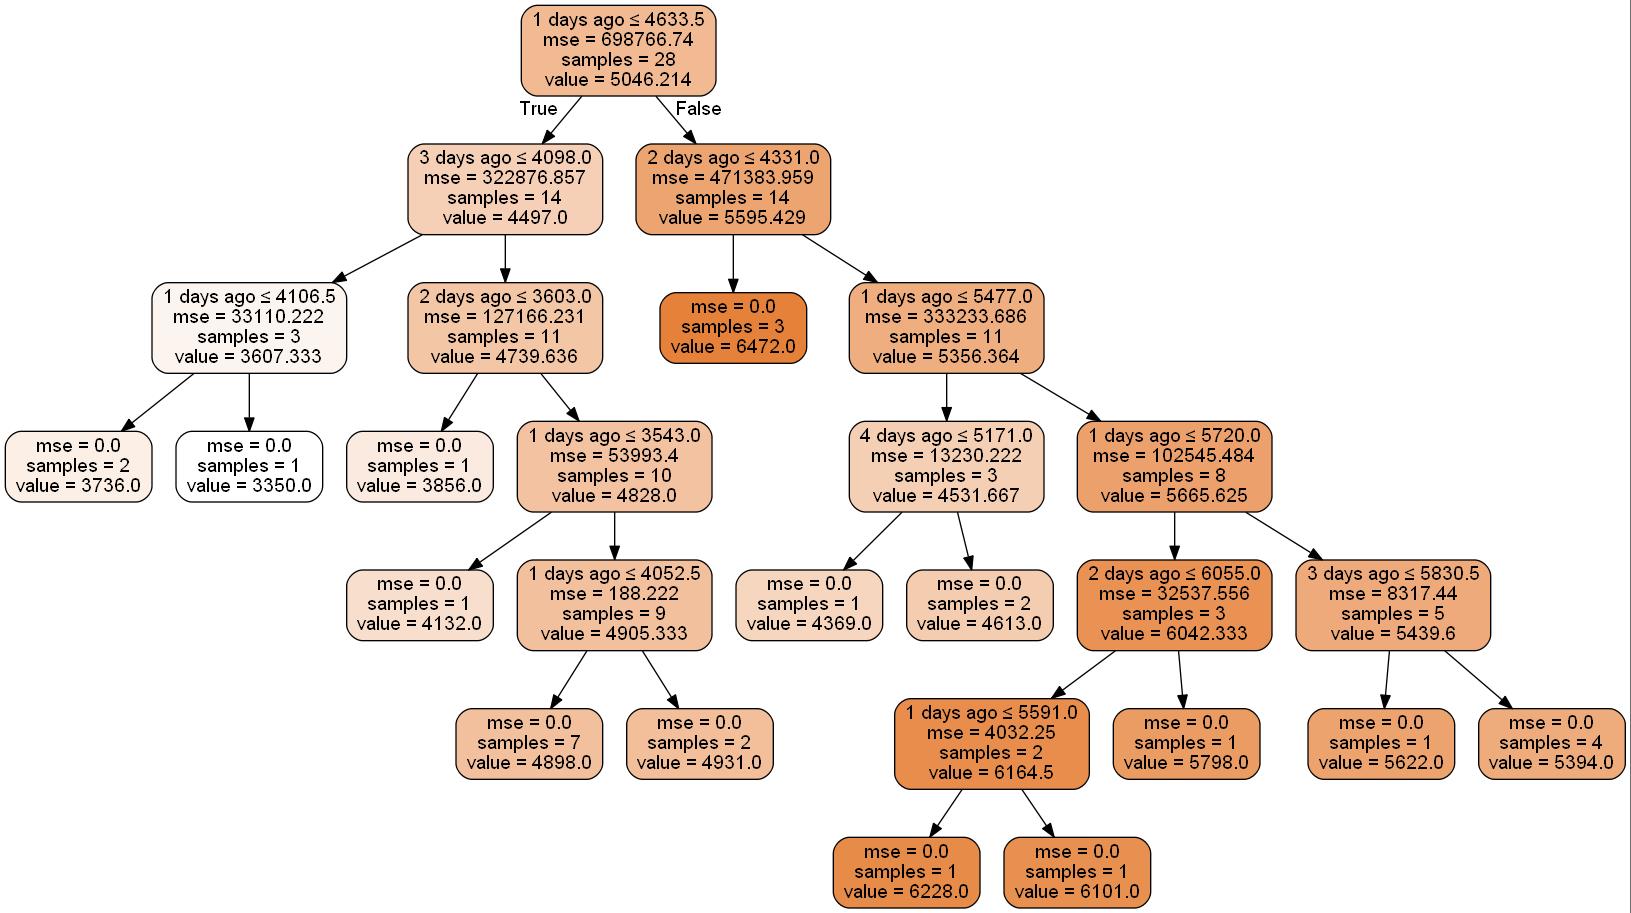 1 days ago ≤ 4633.5
mse = 698766.74
samples = 28
value = 5046.214
True
False
3 days ago ≤ 4098.0
mse = 322876.857
samples = 14
value = 4497.0
2 days ago ≤ 4331.0
mse = 471383.959
samples = 14
value = 5595.429
1 days ago ≤ 4106.5
mse = 33110.222
samples = 3
value = 3607.333
2 days ago ≤ 3603.0
mse = 127166.231
samples = 11
value = 4739.636
mse = 0.0
samples = 3
value = 6472.0
1 days ago ≤ 5477.0
mse = 333233.686
samples = 11
value = 5356.364
mse = 0.0
samples = 2
value = 3736.0
mse = 0.0
samples = 1
value = 3350.0
mse = 0.0
samples = 1
value = 3856.0
1 days ago ≤ 3543.0
mse = 53993.4
samples = 10
value = 4828.0
4 days ago ≤ 5171.0
mse = 13230.222
samples = 3
value = 4531.667
1 days ago ≤ 5720.0
mse = 102545.484
samples = 8
value = 5665.625
mse = 0.0
samples = 1
value = 4132.0
1 days ago ≤ 4052.5
mse = 188.222
samples = 9
value = 4905.333
mse = 0.0
samples = 1
value = 4369.0
mse = 0.0
samples = 2
value = 4613.0
2 days ago ≤ 6055.0
mse = 32537.556
samples = 3
value = 6042.333
3 days ago ≤ 5830.5
mse = 8317.44
samples = 5
value = 5439.6
mse = 0.0
samples = 7
value = 4898.0
mse = 0.0
samples = 2
value = 4931.0
1 days ago ≤ 5591.0
mse = 4032.25
samples = 2
value = 6164.5
mse = 0.0
samples = 1
value = 5798.0
mse = 0.0
samples = 1
value = 5622.0
mse = 0.0
samples = 4
value = 5394.0
mse = 0.0
samples = 1
value = 6228.0
mse = 0.0
samples = 1
value = 6101.0